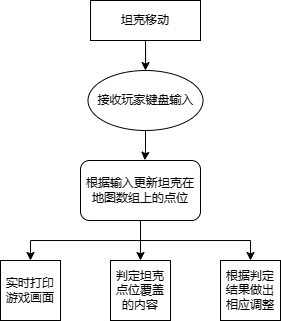 坦克移动
接收玩家键盘输入
根据输入更新坦克在
地图数组上的点位
实时打印
游戏画面
判定坦克
点位覆盖
的内容
根据判定
结果做出
相应调整